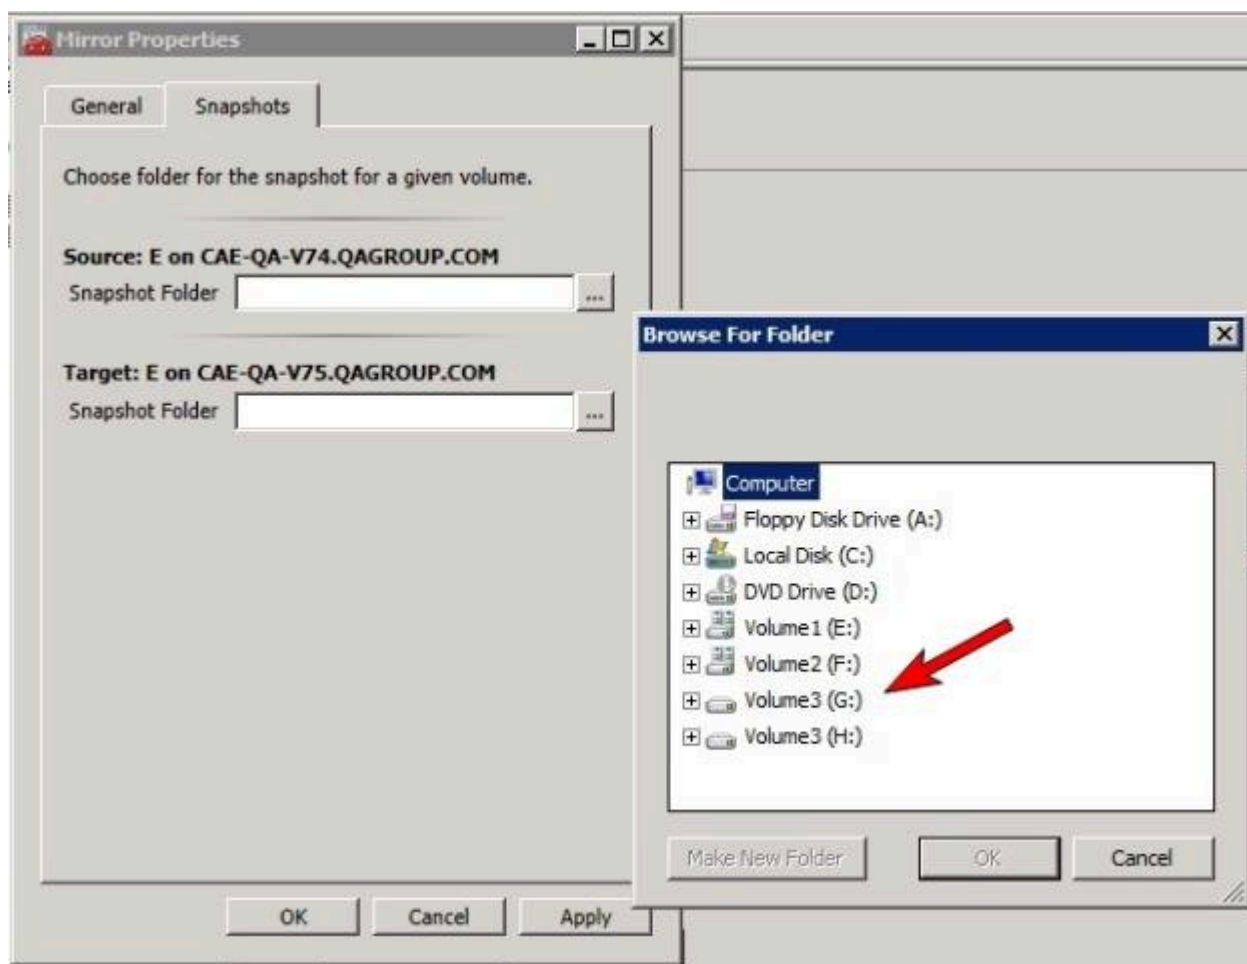 Mirror Properties
General Snapshots
Choose folder for the snapshot for a given volume.
Source: E on CAE-QA-V74.QAGROUP.COM
Snapshot Folder ...
Target: E on CAE-QA-V75.QAGROUP.COM
Snapshot Folder ...
OK Cancel Apply
Browse For Folder
Computer
Floppy Disk Drive (A:)
Local Disk (C:)
DVD Drive (D:)
Volume1 (E:)
Volume2 (F:)
Volume3 (G:)
Volume3 (H:)
Make New Folder OK Cancel